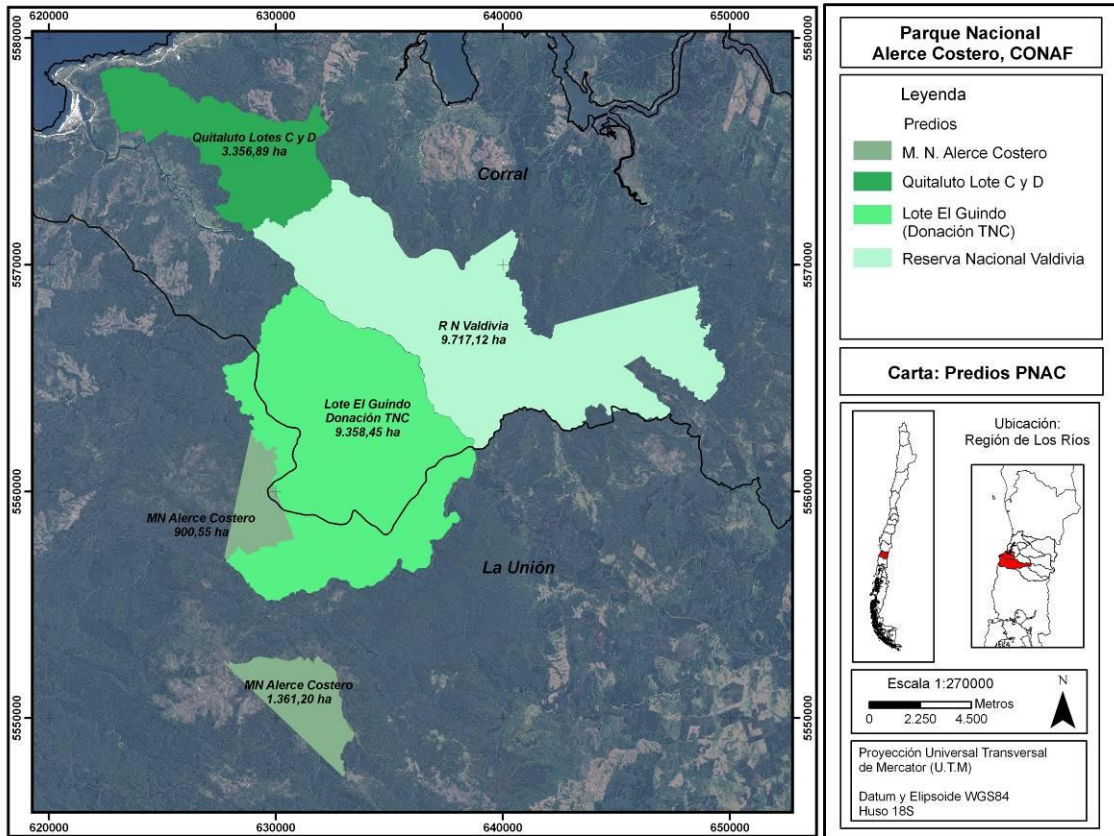 620000
630000
640000
650000
5580000
5580000
5570000
5570000
5560000
5560000
5550000
5550000
620000
630000
640000
650000
Quitaluto Lotes C y D
3.356,89 ha
Corral
R N Valdivia
9.717,12 ha
Lote El Guindo
Donación TNC
9.358,45 ha
MN Alerce Costero
900,55 ha
La Unión
MN Alerce Costero
1.361,20 ha
Parque Nacional
Alerce Costero, CONAF
Leyenda
Predios
M. N. Alerce Costero
Quitaluto Lote C y D
Lote El Guindo
(Donación TNC)
Reserva Nacional Valdivia
Carta: Predios PNAC
Ubicación:
Región de Los Ríos
Escala 1:270000
Metros
0 2.250 4.500
N
Proyección Universal Transversal
de Mercator (U.T.M)
Datum y Elipsoide WGS84
Huso 18S